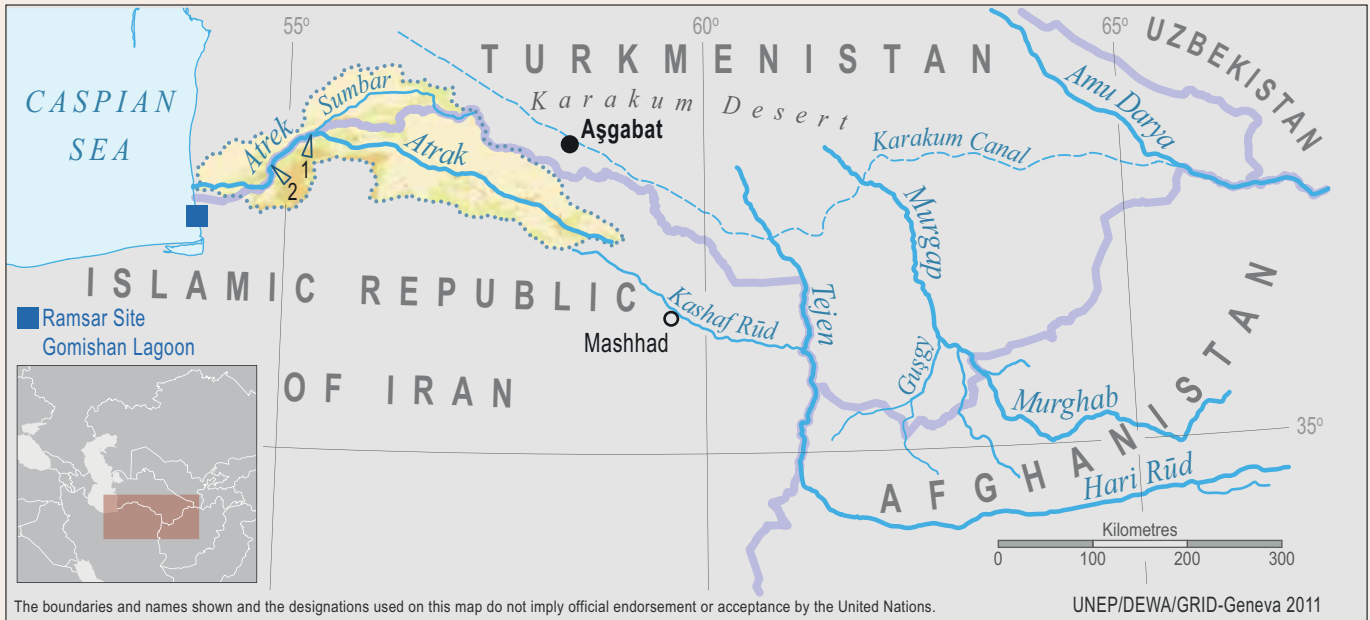 55º
60º
65º
TURKMENISTAN
UZBEKISTAN
CASPIAN
SEA
Sumbar
Karakum Desert
Amu Darya
Aşgabat
Atrek
Atrak
1
2
Karakum Canal
Murgap
ISLAMIC REPUBLIC
OF IRAN
Ramsar Site
Gomishan Lagoon
Kashaf Rūd
Mashhad
Tejen
Guşgy
Murghab
35º
AFGHANISTAN
Hari Rūd
Kilometres
0 100 200 300
The boundaries and names shown and the designations used on this map do not imply official endorsement or acceptance by the United Nations.
UNEP/DEWA/GRID-Geneva 2011